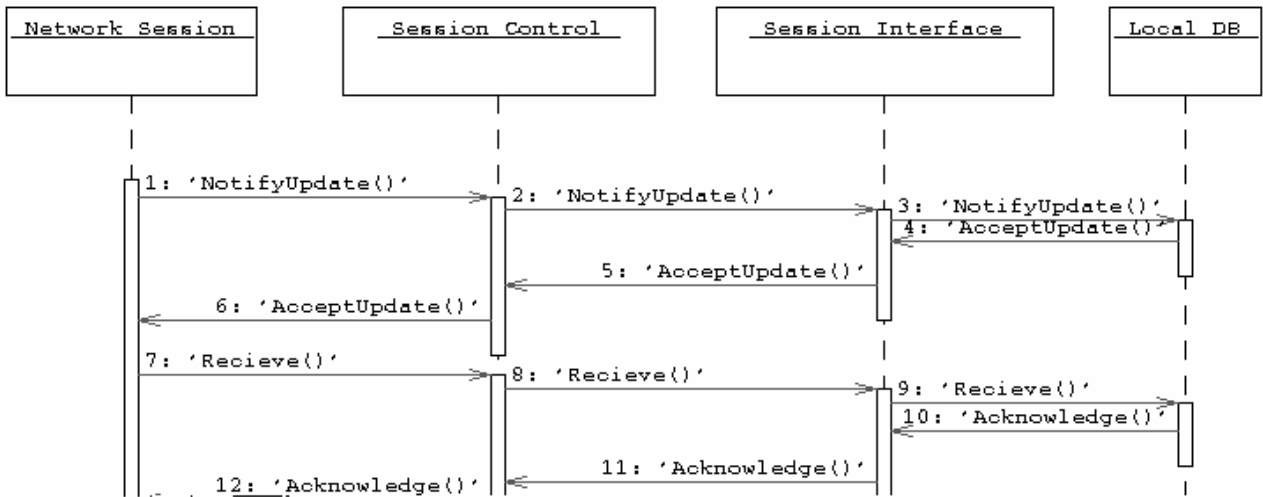 Network Session
Session Control
Session Interface
Local DB
1: 'NotifyUpdate()'
2: 'NotifyUpdate()'
3: 'NotifyUpdate()'
4: 'AcceptUpdate()'
5: 'AcceptUpdate()'
6: 'AcceptUpdate()'
7: 'Recieve()'
8: 'Recieve()'
9: 'Recieve()'
10: 'Acknowledge()'
11: 'Acknowledge()'
12: 'Acknowledge()'